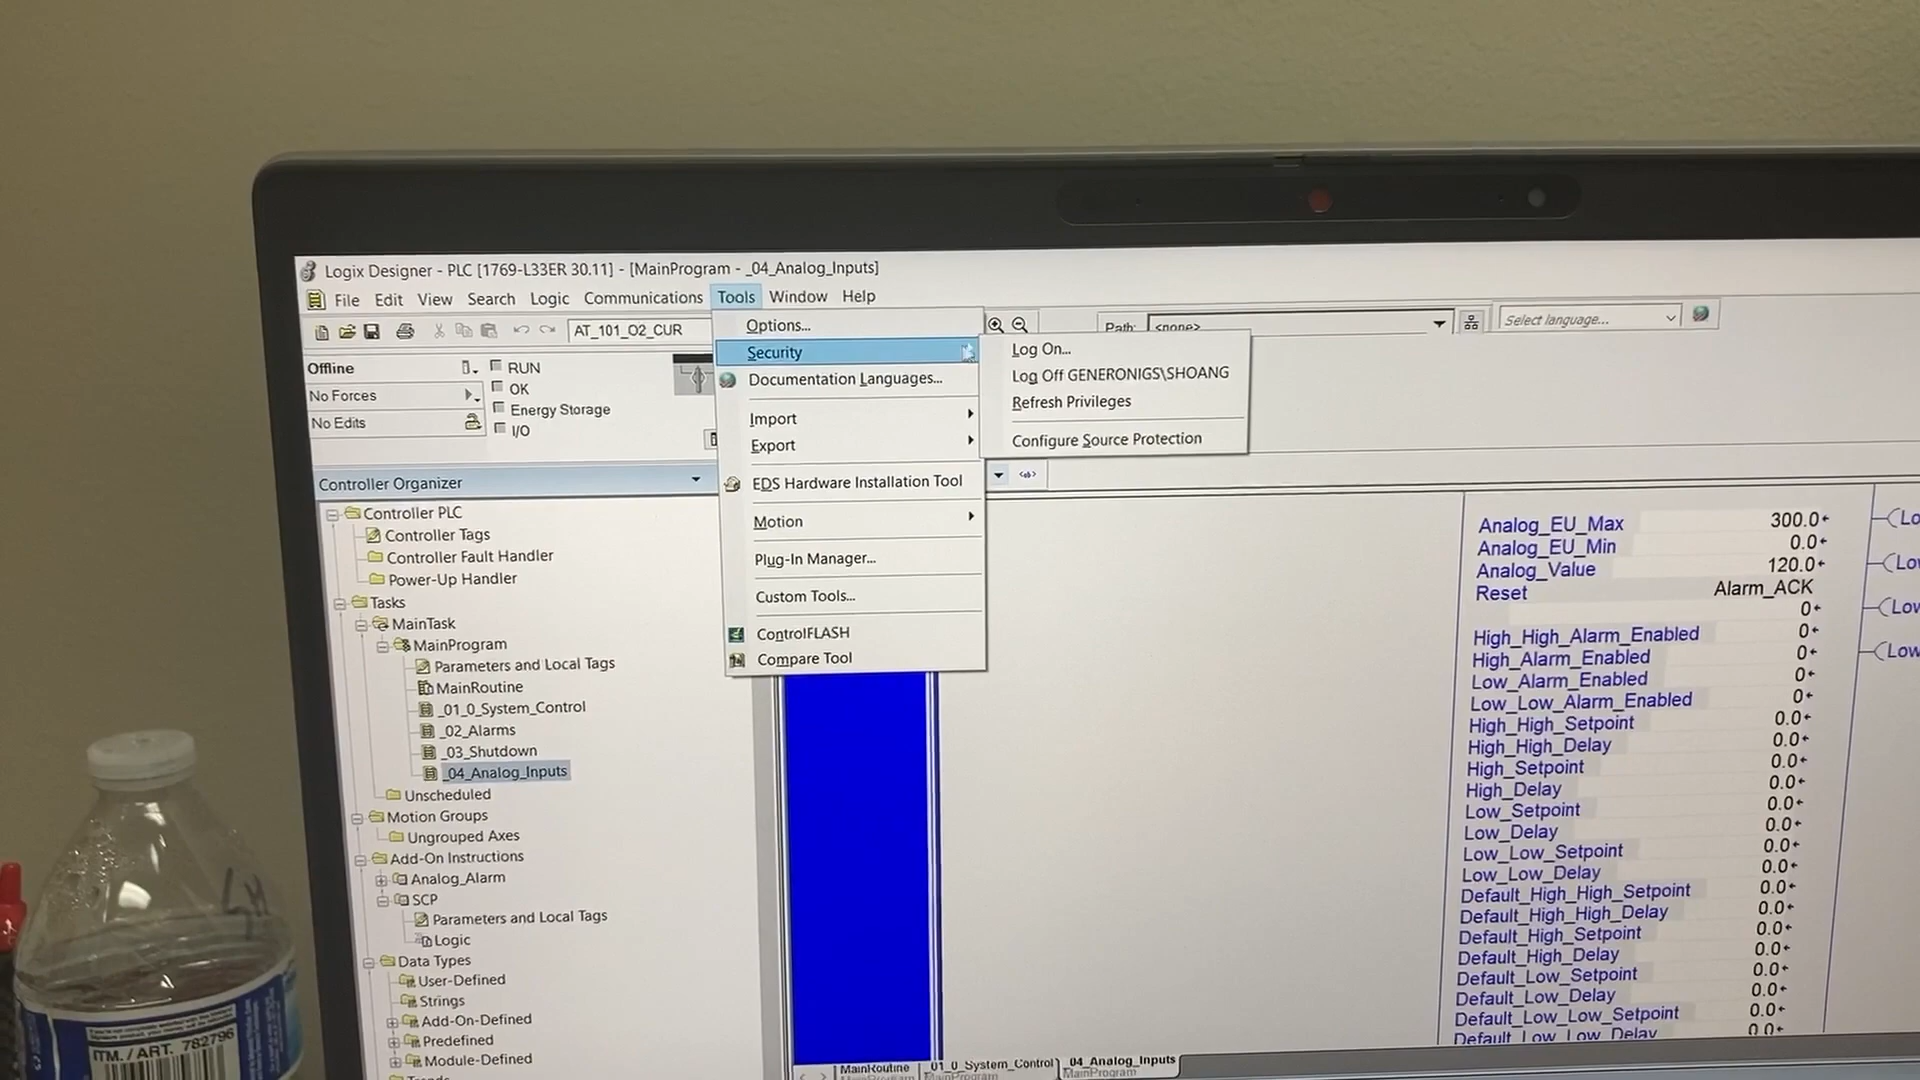 Logix Designer - PLC [1769-L33ER 30.11] - [MainProgram - _04_Analog_Inputs]
File Edit View Search Logic Communications Tools Window Help
AT_101_O2_CUR
Path: <none>
Select language...
Offline
RUN
No Forces
OK
No Edits
Energy Storage
I/O
Options...
Security
Documentation Languages...
Import
Export
EDS Hardware Installation Tool
Motion
Plug-In Manager...
Custom Tools...
ControlFLASH
Compare Tool
Log On...
Log Off GENERONIGS\SHOANG
Refresh Privileges
Configure Source Protection
Controller Organizer
Controller PLC
Controller Tags
Controller Fault Handler
Power-Up Handler
Tasks
MainTask
MainProgram
Parameters and Local Tags
MainRoutine
_01_0_System_Control
_02_Alarms
_03_Shutdown
_04_Analog_Inputs
Unscheduled
Motion Groups
Ungrouped Axes
Add-On Instructions
Analog_Alarm
SCP
Parameters and Local Tags
Logic
Data Types
User-Defined
Strings
Add-On-Defined
Predefined
Module-Defined
Analog_EU_Max 300.0
Analog_EU_Min 0.0
Analog_Value 120.0
Reset Alarm_ACK
0
High_High_Alarm_Enabled 0
High_Alarm_Enabled 0
Low_Alarm_Enabled 0
Low_Low_Alarm_Enabled 0
High_High_Setpoint 0.0
High_High_Delay 0.0
High_Setpoint 0.0
High_Delay 0.0
Low_Setpoint 0.0
Low_Delay 0.0
Low_Low_Setpoint 0.0
Low_Low_Delay 0.0
Default_High_High_Setpoint 0.0
Default_High_High_Delay 0.0
Default_High_Setpoint 0.0
Default_High_Delay 0.0
Default_Low_Setpoint 0.0
Default_Low_Delay 0.0
Default_Low_Low_Setpoint 0.0
Default_Low_Low_Delay 0.0
MainRoutine
_01_0_System_Control
_04_Analog_Inputs
MainProgram
ITM./ART. 782796